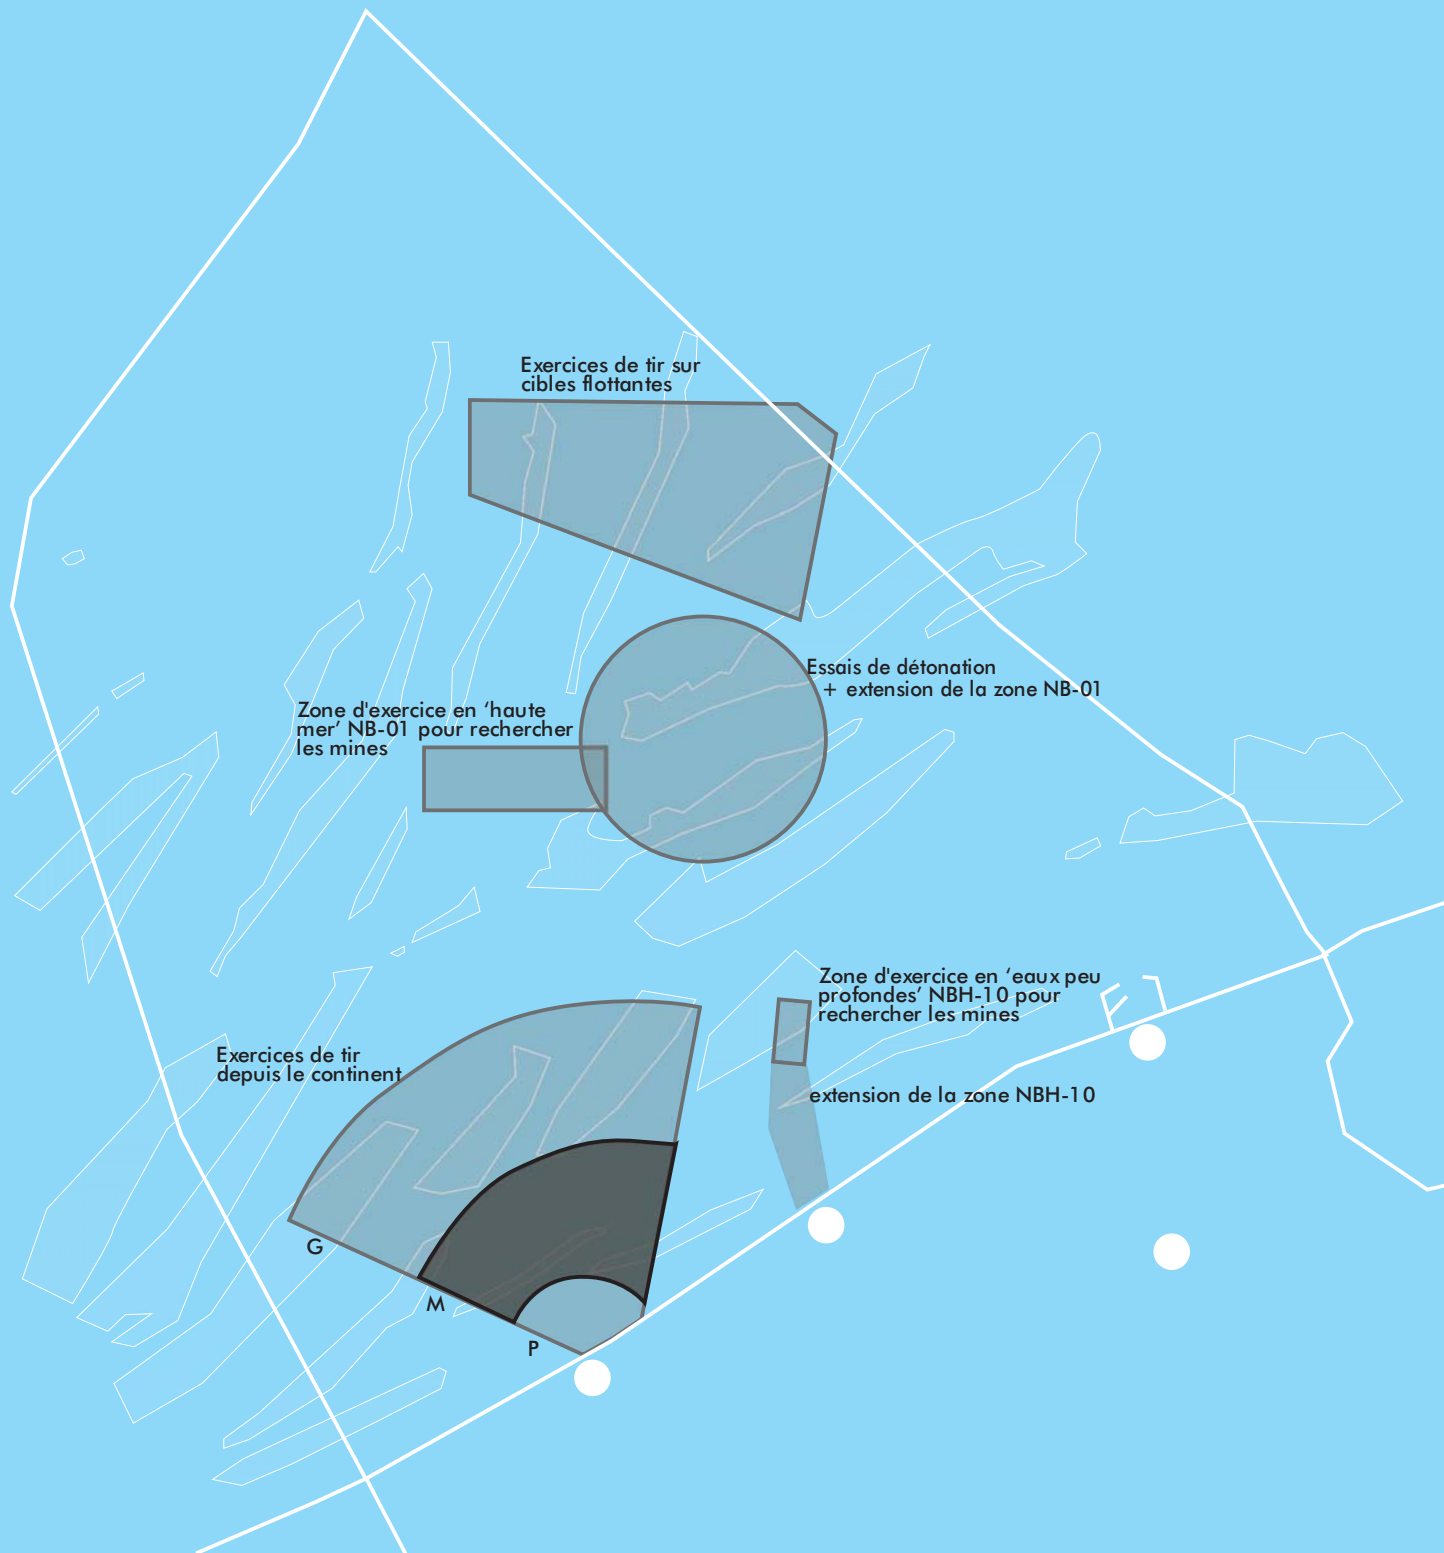 Exercices de tir sur
cibles flottantes
Essais de détonation
+ extension de la zone NB-01
Zone d'exercice en ‘haute
mer’ NB-01 pour rechercher
les mines
Zone d'exercice en ‘eaux peu
profondes’ NBH-10 pour
rechercher les mines
Exercices de tir
depuis le continent
extension de la zone NBH-10
G
M
P